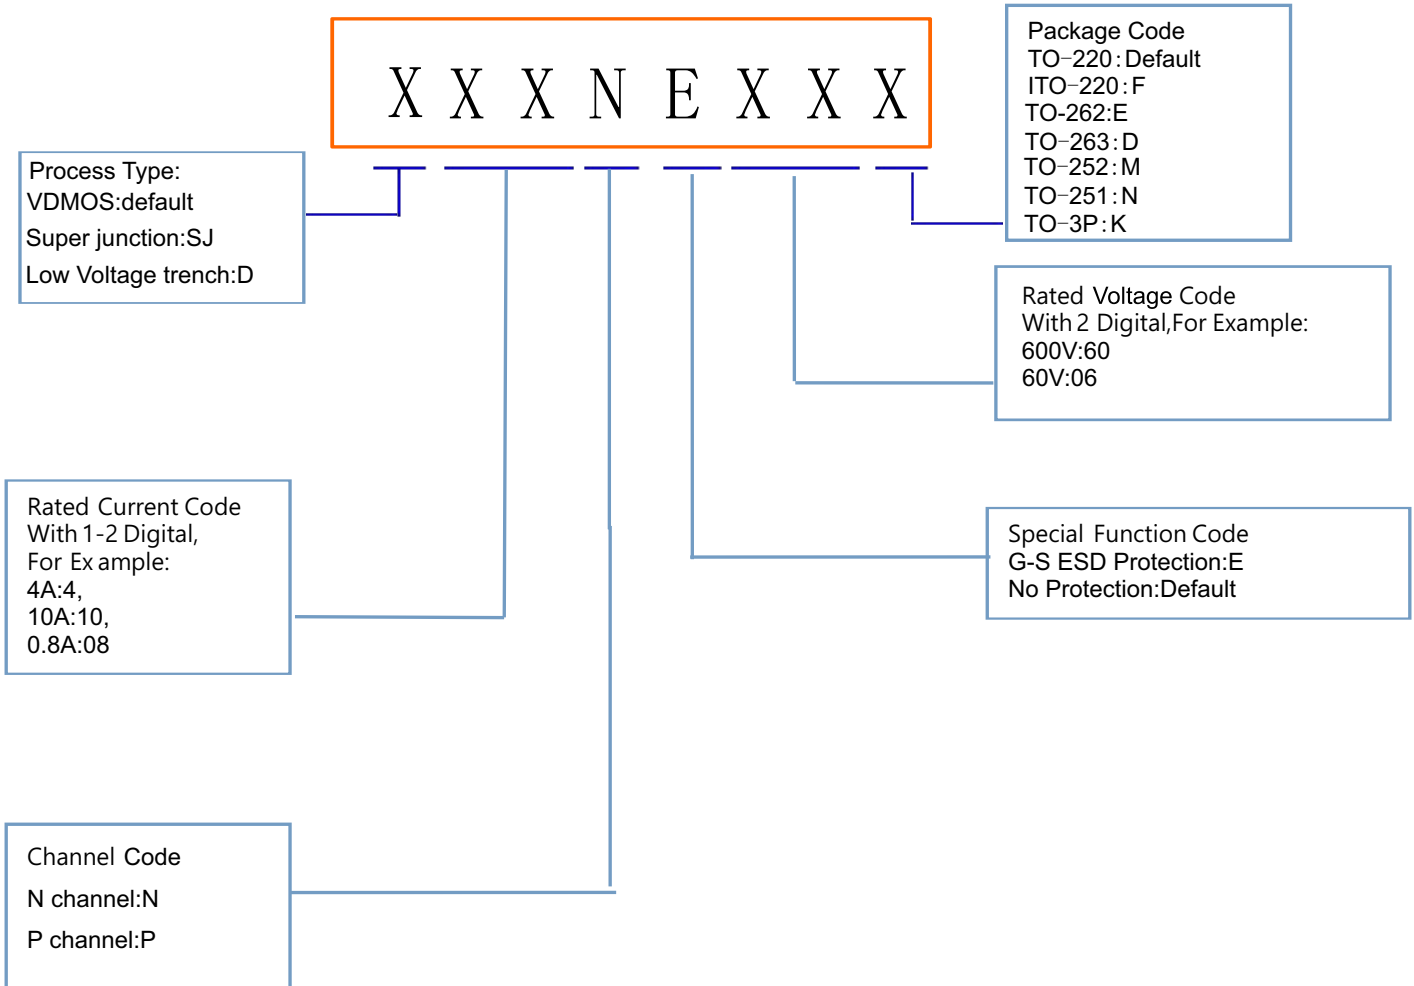 X X X N E X X X
Package Code
TO-220:Default
ITO-220:F
TO-262:E
TO-263:D
TO-252:M
TO-251:N
TO-3P:K
Process Type:
VDMOS:default
Super junction:SJ
Low Voltage trench:D
Rated Voltage Code
With 2 Digital,For Example:
600V:60
60V:06
Rated Current Code
With 1-2 Digital,
For Ex ample:
4A:4,
10A:10,
0.8A:08
Special Function Code
G-S ESD Protection:E
No Protection:Default
Channel Code
N channel:N
P channel:P